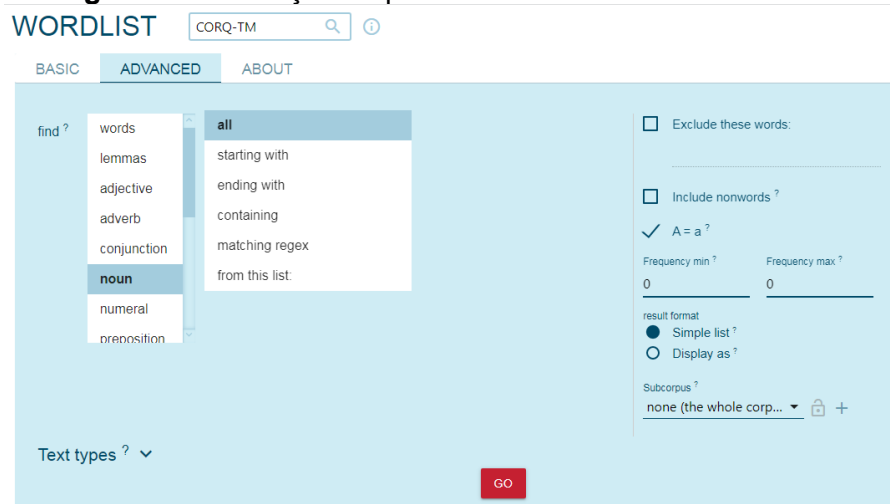 WORDLIST CORQ-TM
BASIC ADVANCED ABOUT
find ?
words
lemmas
adjective
adverb
conjunction
noun
numeral
preposition
all
starting with
ending with
containing
matching regex
from this list:
Exclude these words:
Include nonwords ?
A = a ?
Frequency min ? Frequency max ?
0 0
result format
Simple list ?
Display as ?
Subcorpus ?
none (the whole corp... +
Text types ?
GO